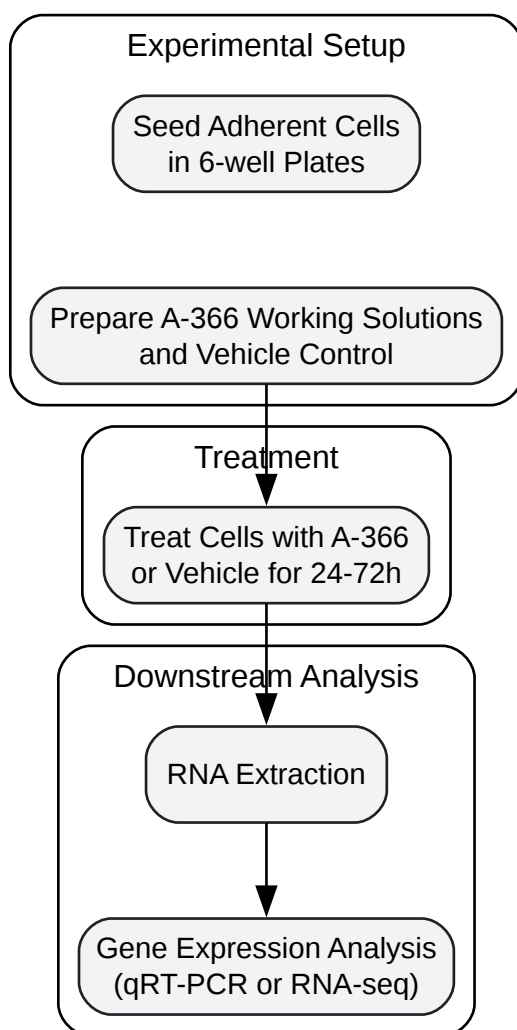 Experimental Setup
Seed Adherent Cells
in 6-well Plates
Prepare A-366 Working Solutions
and Vehicle Control
Treatment
Treat Cells with A-366
or Vehicle for 24-72h
Downstream Analysis
RNA Extraction
Gene Expression Analysis
(qRT-PCR or RNA-seq)